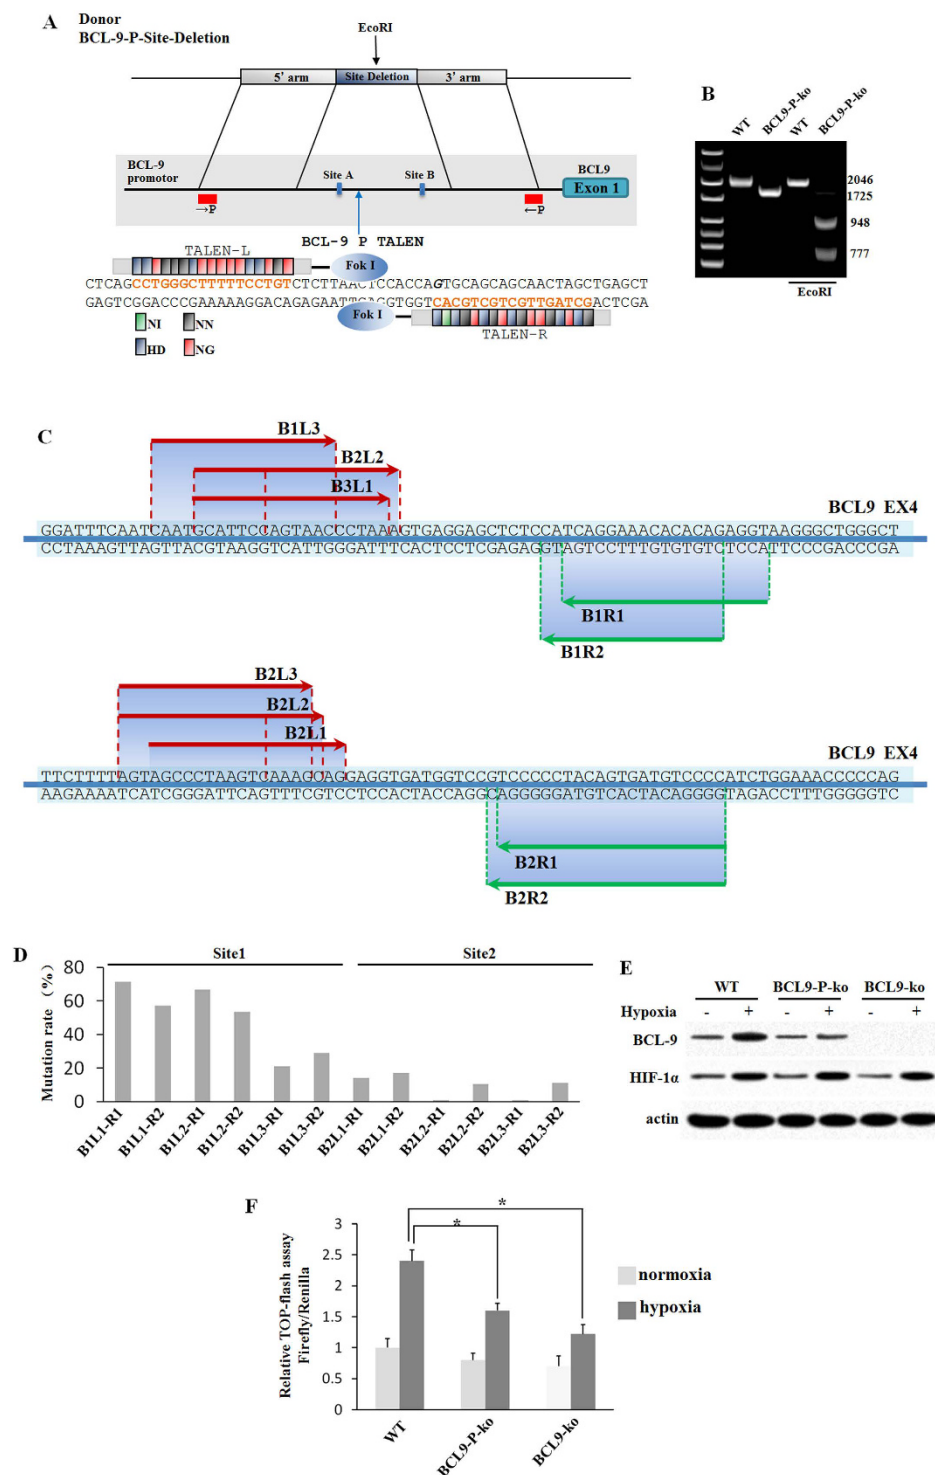 A
Donor
BCL-9-P-Site-Deletion
EcoRI
5' arm
Site Deletion
3' arm
BCL-9
promotor
Site A
Site B
BCL9
Exon 1
→P
←P
BCL-9 P TALEN
TALEN-L
Fok I
CTCAGCCTGGGCTTTTTCCTGTCTCTTAACTCCACCAGTGCAGCAGCAACTAGCTGAGCT
GAGTCGGACCCGAAAAAGGACAGAGAATTGAGGTGGTCACGTCGTCGTTGATCGACTCGA
Fok I
TALEN-R
NI
NN
HD
NG
B
WT
BCL9-P-ko
WT
BCL9-P-ko
2046
1725
948
777
EcoRI
C
B1L3
B2L2
B3L1
BCL9 EX4
GGATTTCAATCAATGCATTCCAGTAACCCTAAAGTGAGGAGCTCTCCATCAGGAAACACACAGAGGTAAGGGCTGGGCT
CCTAAAGTTAGTTACGTAAGGTCATTGGGATTTCACTCCTCGAGAGGTAGTCCTTTGTGTGTCTCCATTCCCGACCCGA
B1R1
B1R2
B2L3
B2L2
B2L1
BCL9 EX4
TTCTTTTAGTAGCCCTAAGTCAAAGCAGGAGGTGATGGTCCGTCCCCCTACAGTGATGTCCCCATCTGGAAACCCCCAG
AAGAAAATCATCGGGATTCAGTTTCGTCCTCCACTACCAGGCAGGGGGATGTCACTACAGGGGTAGACCTTTGGGGGTC
B2R1
B2R2
D
Site1
Site2
Mutation rate (%)
80
60
40
20
0
B1L1-R1
B1L1-R2
B1L2-R1
B1L2-R2
B1L3-R1
B1L3-R2
B2L1-R1
B2L1-R2
B2L2-R1
B2L2-R2
B2L3-R1
B2L3-R2
E
WT
BCL9-P-ko
BCL9-ko
Hypoxia - + - + - +
BCL-9
HIF-1α
actin
F
Relative TOP-flash assay
Firefly/Renilla
3
2.5
2
1.5
1
0.5
0
*
*
normoxia
hypoxia
WT
BCL9-P-ko
BCL9-ko